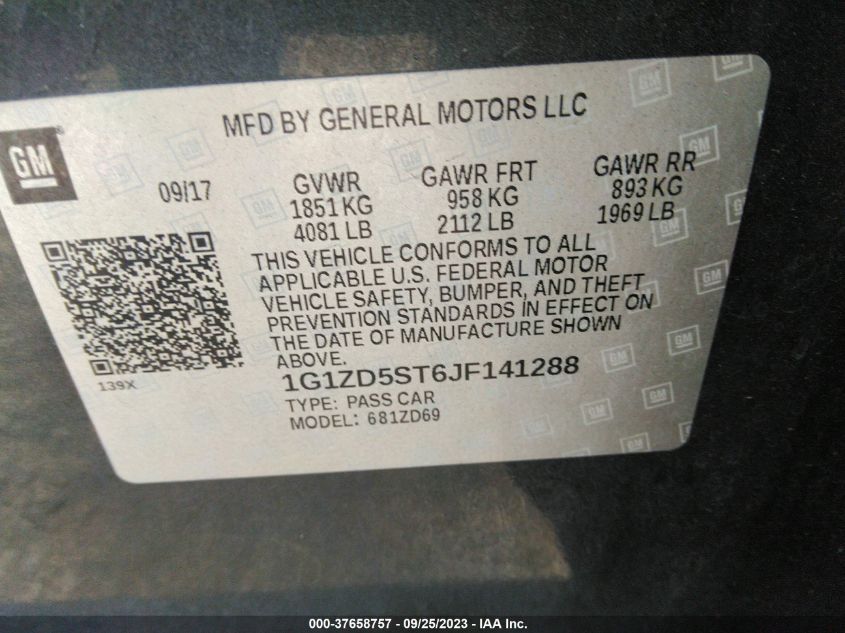 MFD BY GENERAL MOTORS LLC
GM
09/17
GVWR
1851 KG
4081 LB
GAWR FRT
958 KG
2112 LB
GAWR RR
893 KG
1969 LB
THIS VEHICLE CONFORMS TO ALL
APPLICABLE U.S. FEDERAL MOTOR
VEHICLE SAFETY, BUMPER, AND THEFT
PREVENTION STANDARDS IN EFFECT ON
THE DATE OF MANUFACTURE SHOWN
ABOVE.
139X
1G1ZD5ST6JF141288
TYPE: PASS CAR
MODEL: 681ZD69
000-37658757 - 09/25/2023 - IAA Inc.